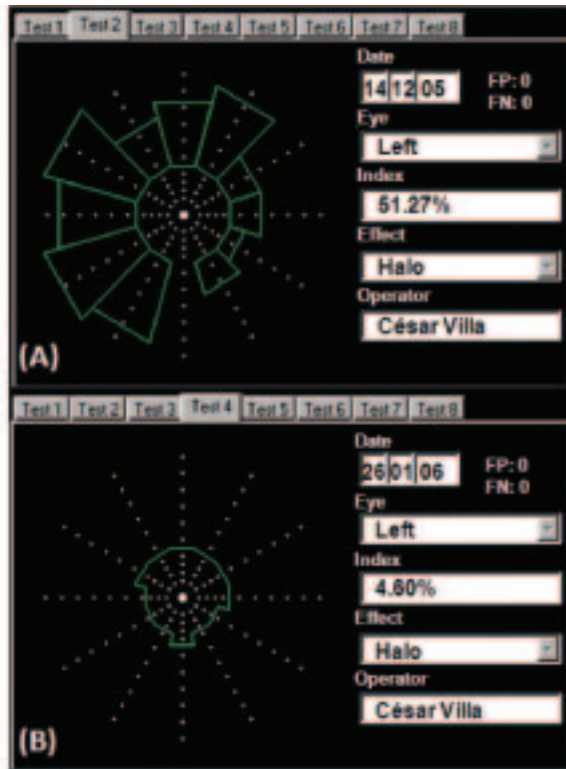 Test 1 Test 2 Test 3 Test 4 Test 5 Test 6 Test 7 Test 8
Date
14 12 05 FP: 0
FN: 0
Eye
Left
Index
51.27%
Effect
Halo
Operator
César Villa
(A)
Test 1 Test 2 Test 3 Test 4 Test 5 Test 6 Test 7 Test 8
Date
26 01 06 FP: 0
FN: 0
Eye
Left
Index
4.60%
Effect
Halo
Operator
César Villa
(B)